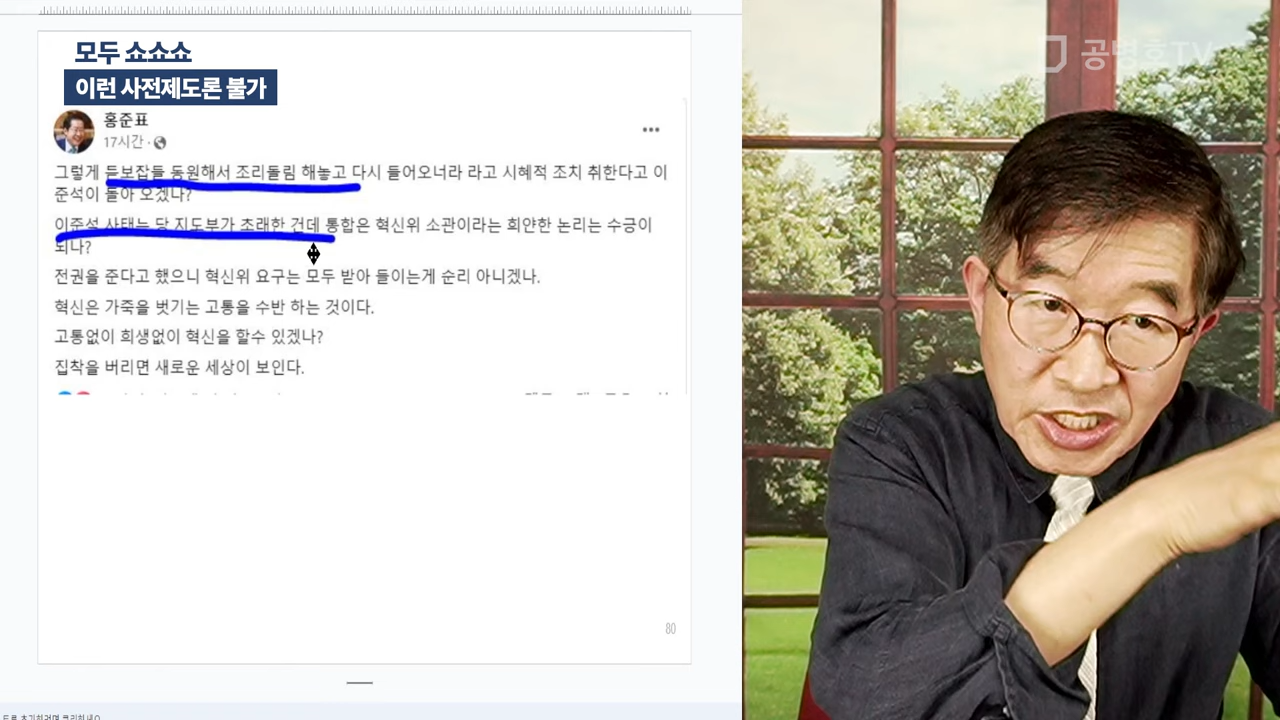 모두 쇼쇼쇼
이런 사전제도론 불가
공병호TV
홍준표
17시간
그렇게 듣보잡들 동원해서 조리돌림 해놓고 다시 들어오너라 라고 시혜적 조치 취한다고 이
준석이 돌아 오겠나?
이준석 사태는 당 지도부가 초래한 건데 통합은 혁신위 소관이라는 희얀한 논리는 수긍이
되나?
전권을 준다고 했으니 혁신위 요구는 모두 받아 들이는게 순리 아니겠나.
혁신은 가죽을 벗기는 고통을 수반 하는 것이다.
고통없이 희생없이 혁신을 할수 있겠나?
집착을 버리면 새로운 세상이 보인다.
80